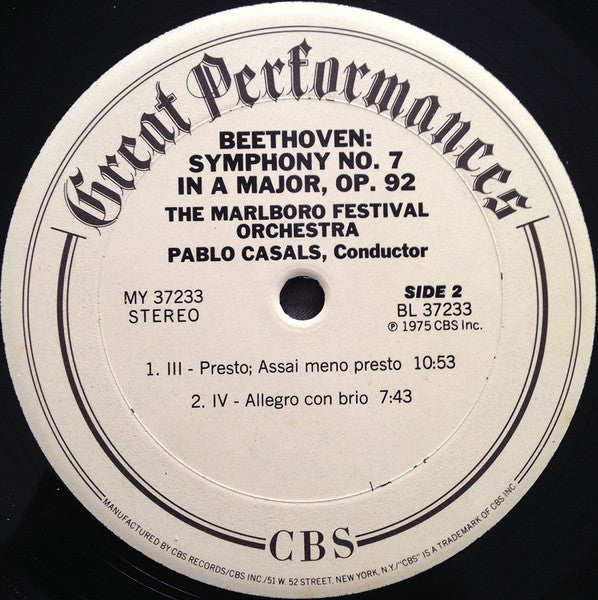 Great Performances
BEETHOVEN:
SYMPHONY NO. 7
IN A MAJOR, OP. 92
THE MARLBORO FESTIVAL
ORCHESTRA
PABLO CASALS, Conductor
MY 37233
STEREO
SIDE 2
BL 37233
℗ 1975 CBS Inc.
1. III - Presto; Assai meno presto 10:53
2. IV - Allegro con brio 7:43
CBS
MANUFACTURED BY CBS RECORDS/CBS INC./51 W. 52 STREET, NEW YORK, N.Y./"CBS" IS A TRADEMARK OF CBS INC.